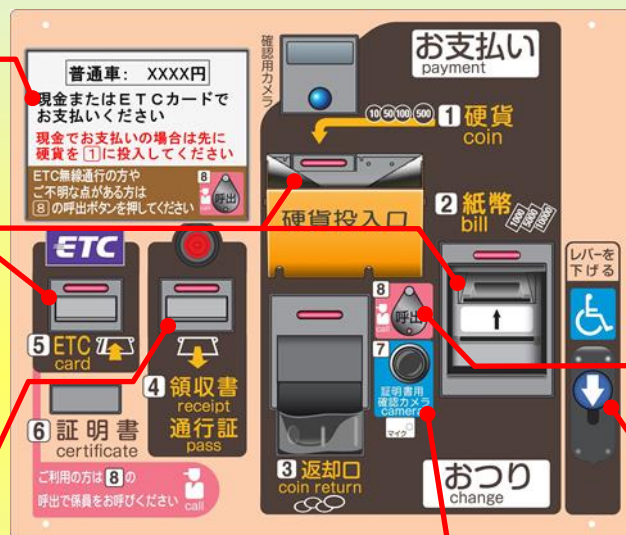 普通車： XXXX円
現金またはＥＴＣカードで
お支払いください
現金でお支払いの場合は先に
硬貨を1に投入してください
ETC無線通行の方や
ご不明な点がある方は
8の呼出ボタンを押してください
8
call
呼出
確認用カメラ
お支払い
payment
10 50 100 500
1 硬貨
coin
硬貨投入口
2 紙幣
bill
1000
5000
10000
レバーを
下げる
ETC
5 ETC
card
4 領収書
receipt
通行証
pass
6 証明書
certificate
ご利用の方は8の
呼出で係員をお呼びください
call
8
call
呼出
7
証明書用
確認カメラ
camera
マイク
3 返却口
coin return
おつり
change